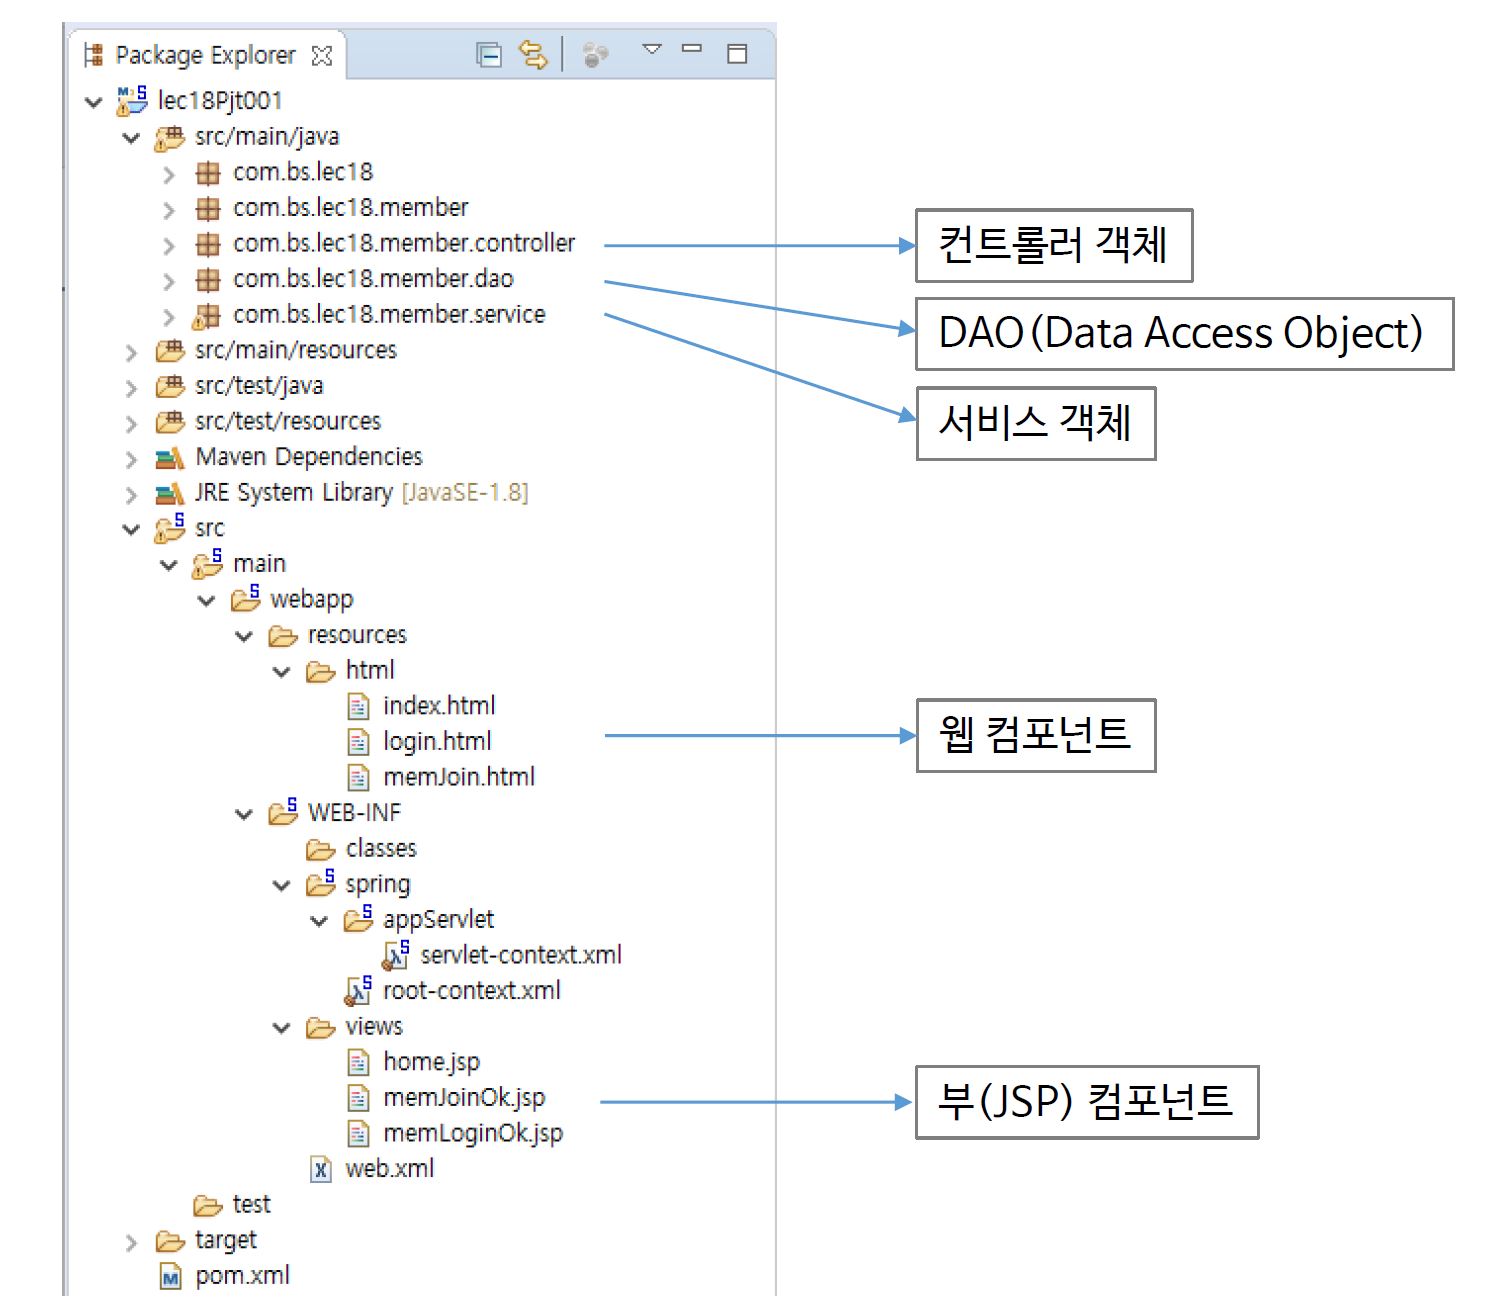 Package Explorer
lec18Pjt001
src/main/java
com.bs.lec18
com.bs.lec18.member
com.bs.lec18.member.controller
컨트롤러 객체
com.bs.lec18.member.dao
DAO(Data Access Object)
com.bs.lec18.member.service
서비스 객체
src/main/resources
src/test/java
src/test/resources
Maven Dependencies
JRE System Library [JavaSE-1.8]
src
main
webapp
resources
html
index.html
login.html
웹 컴포넌트
memJoin.html
WEB-INF
classes
spring
appServlet
servlet-context.xml
root-context.xml
views
home.jsp
memJoinOk.jsp
부(JSP) 컴포넌트
memLoginOk.jsp
web.xml
test
target
pom.xml